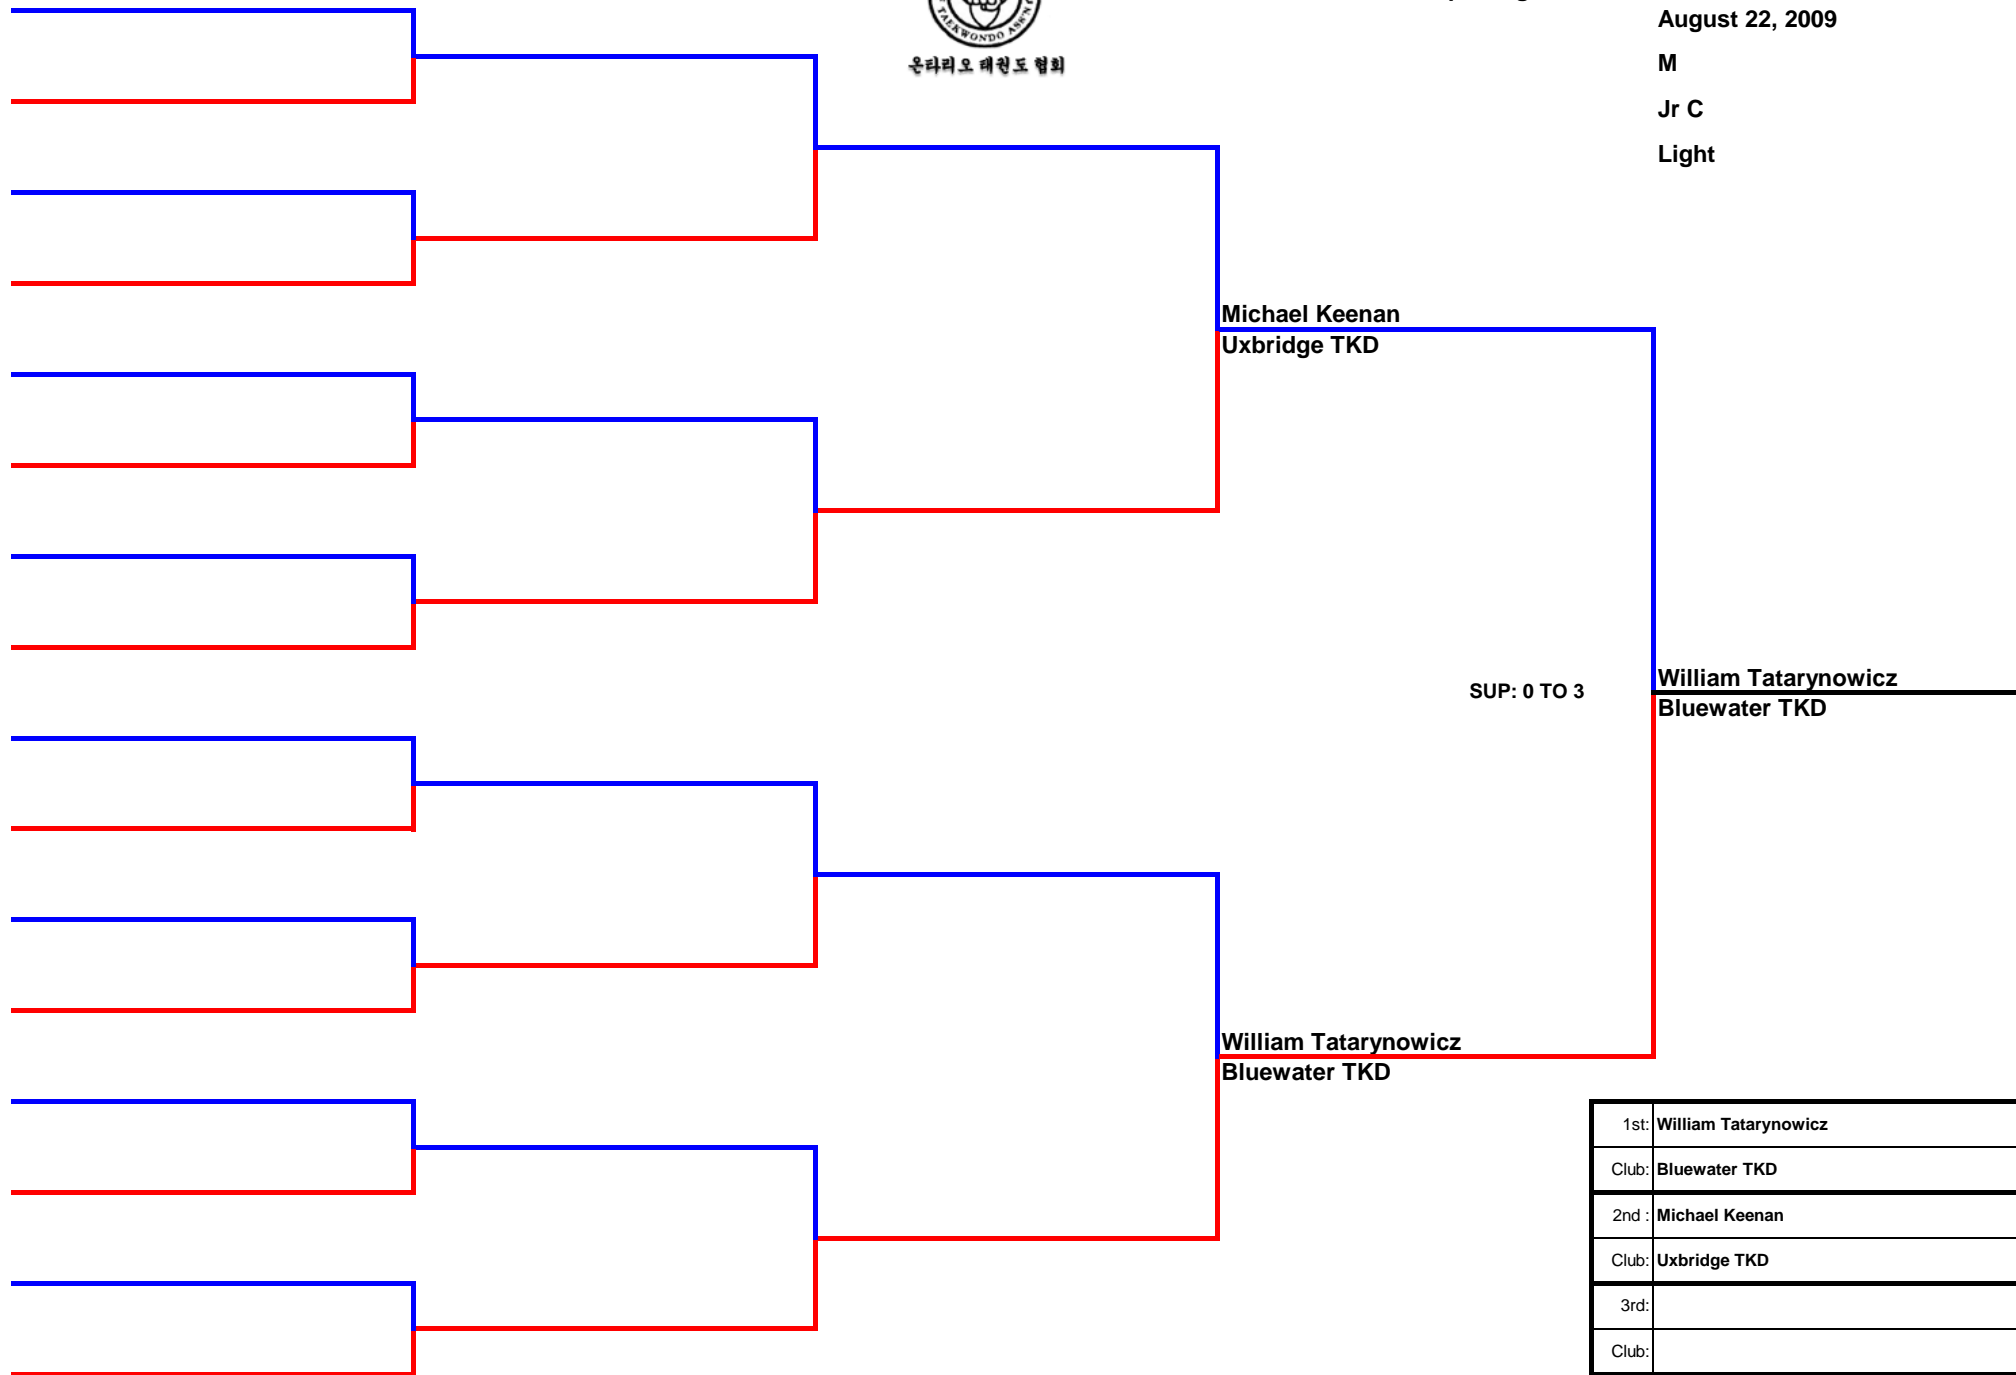 TAEKWONDO ASS'N
온타리오 태권도 협회
August 22, 2009
M
Jr C
Light
Michael Keenan
Uxbridge TKD
SUP: 0 TO 3
William Tatarynowicz
Bluewater TKD
William Tatarynowicz
Bluewater TKD
1st: William Tatarynowicz
Club: Bluewater TKD
2nd : Michael Keenan
Club: Uxbridge TKD
3rd:
Club: